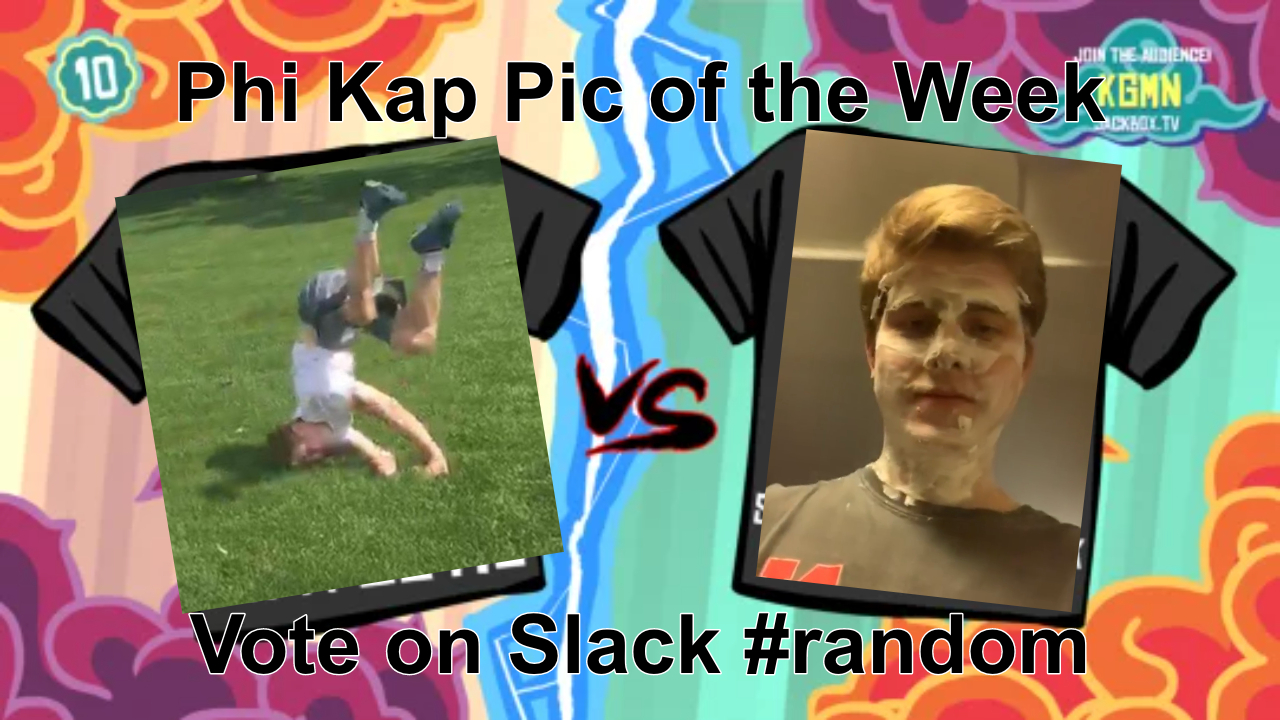 10
Phi Kap Pic of the Week
JOIN THE AUDIENCE!
KGMN
JACKBOX.TV
VS
Vote on Slack #random